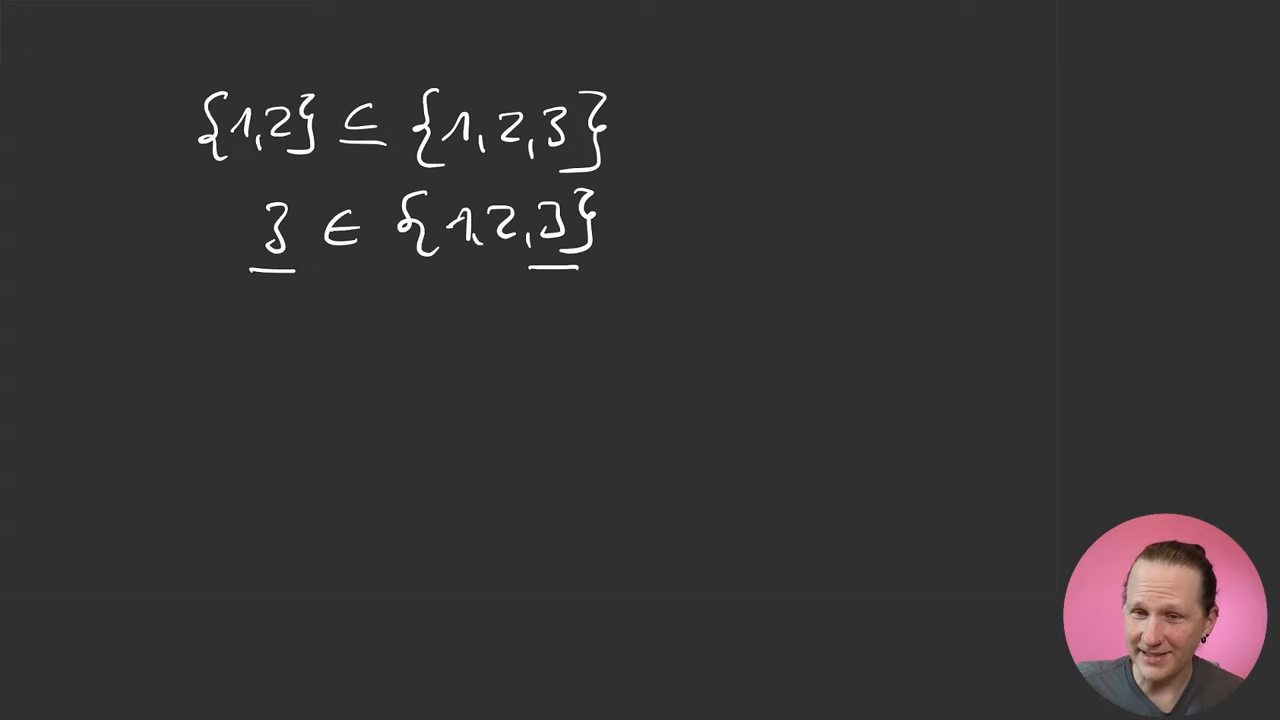 {1,2} ⊆ {1,2,3}
3 ∈ {1,2,3}